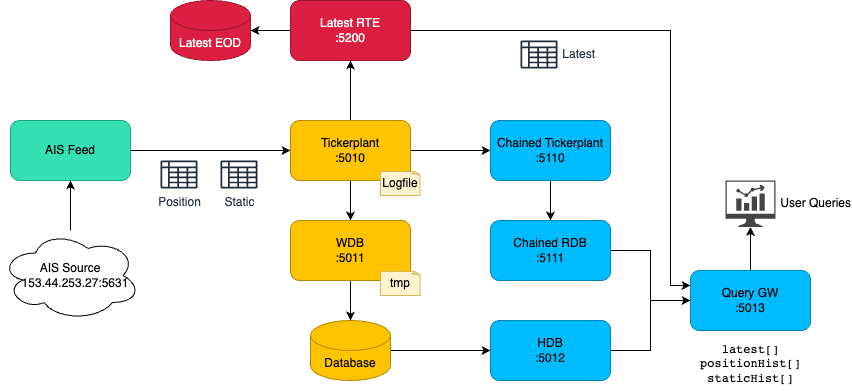 Latest EOD
Latest RTE
:5200
Latest
AIS Feed
Position
Static
Tickerplant
:5010
Logfile
Chained Tickerplant
:5110
AIS Source
153.44.253.27:5631
WDB
:5011
tmp
Chained RDB
:5111
User Queries
Query GW
:5013
Database
HDB
:5012
latest[]
positionHist[]
staticHist[]